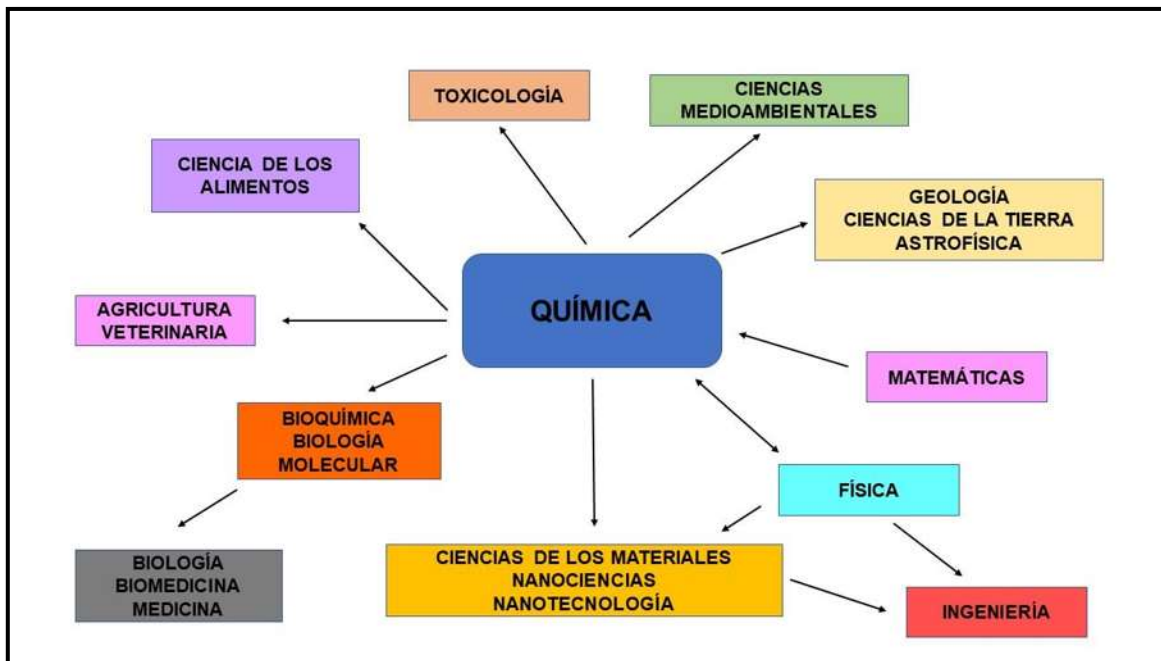 TOXICOLOGÍA
CIENCIAS
MEDIOAMBIENTALES
CIENCIA DE LOS
ALIMENTOS
GEOLOGÍA
CIENCIAS DE LA TIERRA
ASTROFÍSICA
QUÍMICA
AGRICULTURA
VETERINARIA
MATEMÁTICAS
BIOQUÍMICA
BIOLOGÍA
MOLECULAR
FÍSICA
BIOLOGÍA
BIOMEDICINA
MEDICINA
CIENCIAS DE LOS MATERIALES
NANOCIENCIAS
NANOTECNOLOGÍA
INGENIERÍA